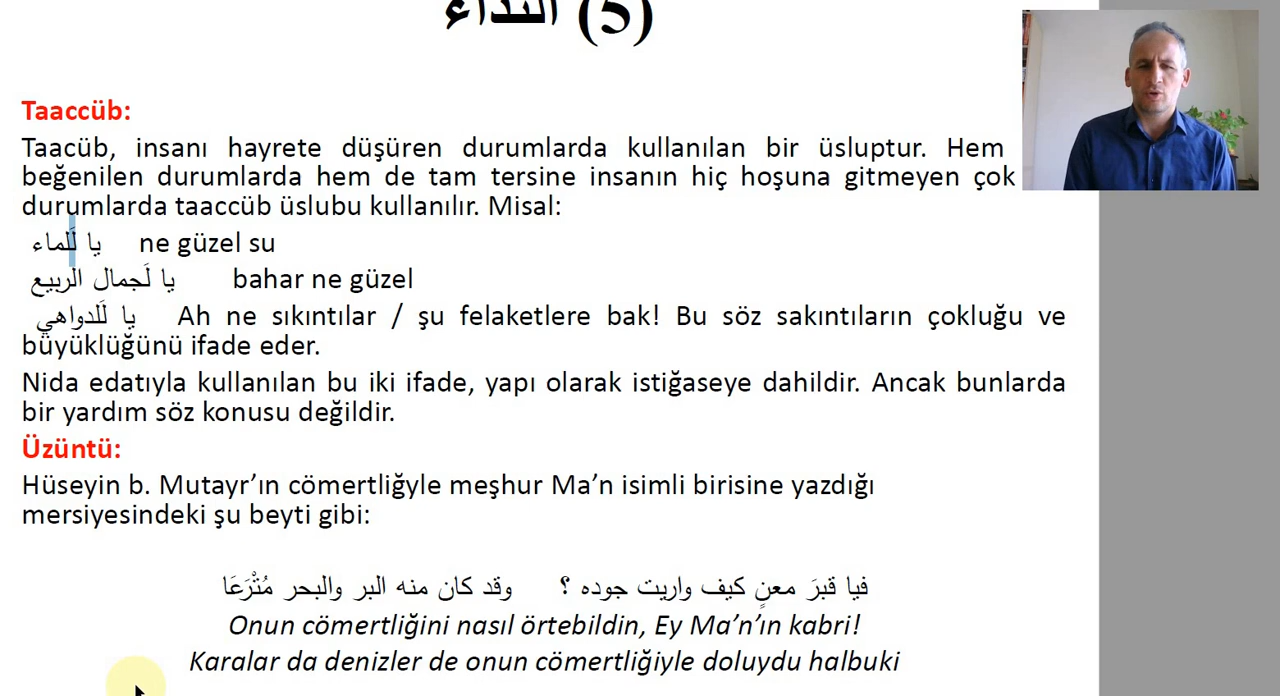 (5) النداء
Taaccüb:
Taacüb, insanı hayrete düşüren durumlarda kullanılan bir üsluptur. Hem
beğenilen durumlarda hem de tam tersine insanın hiç hoşuna gitmeyen çok
durumlarda taaccüb üslubu kullanılır. Misal:
يا لَلماء ne güzel su
يا لَجمال الربيع bahar ne güzel
يا لَلدواهي Ah ne sıkıntılar / şu felaketlere bak! Bu söz sakıntıların çokluğu ve
büyüklüğünü ifade eder.
Nida edatıyla kullanılan bu iki ifade, yapı olarak istiğaseye dahildir. Ancak bunlarda
bir yardım söz konusu değildir.
Üzüntü:
Hüseyin b. Mutayr’ın cömertliğyle meşhur Ma’n isimli birisine yazdığı
mersiyesindeki şu beyti gibi:
فيا قبرَ معنٍ كيف واريت جوده ؟ وقد كان منه البر والبحر مُتْرَعَا
Onun cömertliğini nasıl örtebildin, Ey Ma’n’ın kabri!
Karalar da denizler de onun cömertliğiyle doluydu halbuki